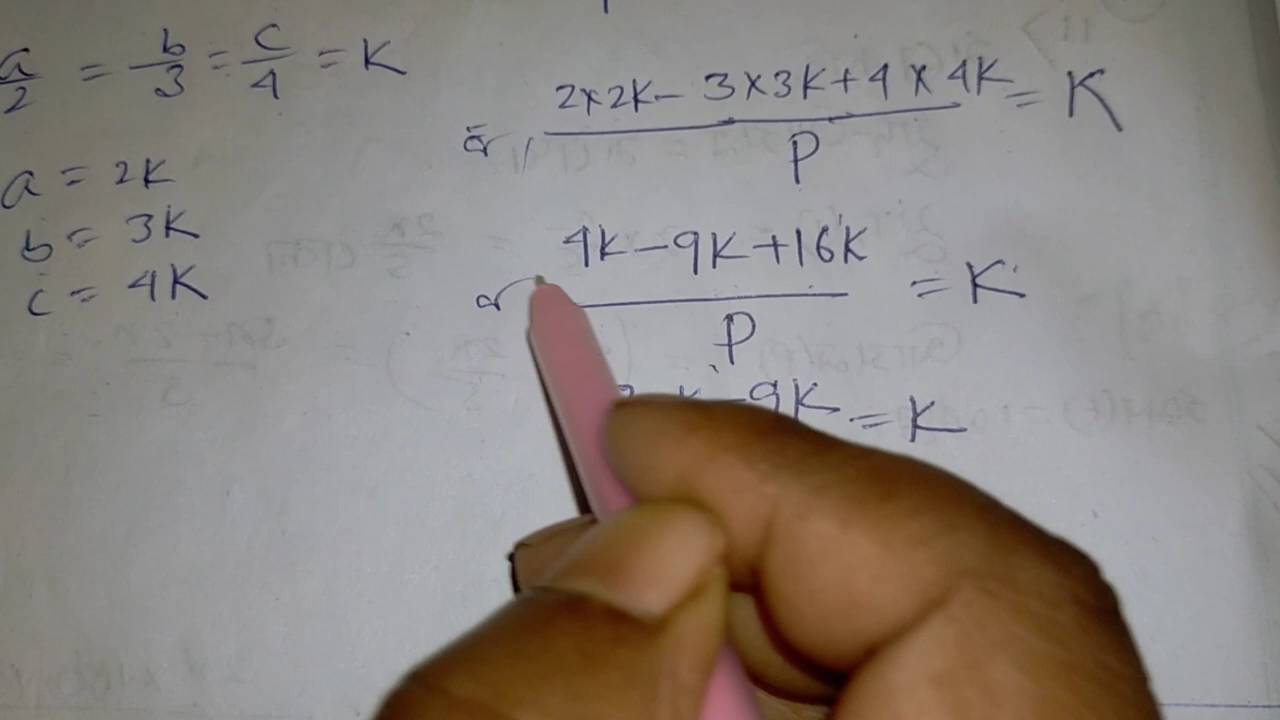 a/2 = b/3 = c/4 = K
a = 2K
b = 3K
c = 4K
বা, (2×2K - 3×3K + 4×4K)/P = K
বা (4K - 9K + 16K)/P = K
- 9K = K